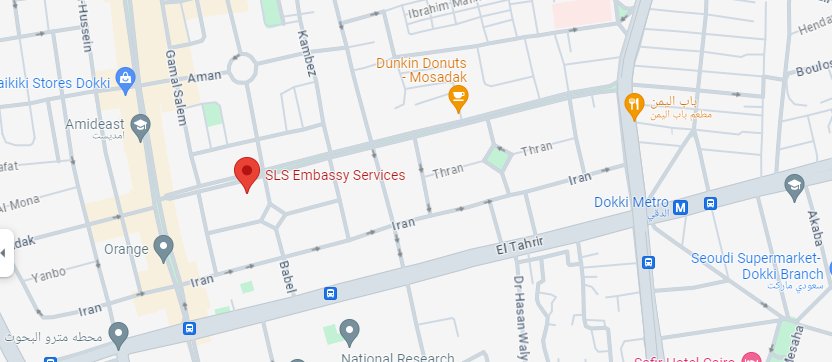 Ibrahim Mah
Henda
-Hussein
Gamal Salem
Kambez
Aman
Dunkin Donuts
- Mosadak
Boulos
aikiki Stores Dokki
باب اليمن
مطعم باب اليمن
Amideast
أمديست
afat
Thran
Thran
SLS Embassy Services
Iran
Al Mona
Dokki Metro
الدقي
Akaba
dak
Iran
El Tahrir
Orange
Seoudi Supermarket-
Dokki Branch
سعودي ماركت
Yanbo
Iran
Babel
Dr Hasan Waly
Iran
محطه مترو البحوث
Mesaha
National Research
Safir Hotel Cairo